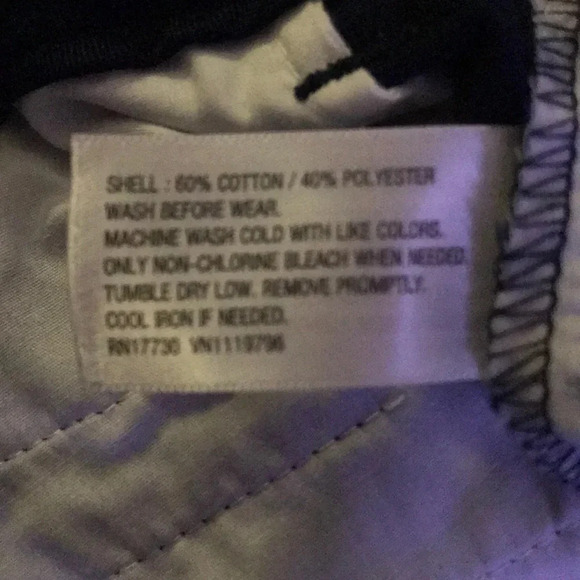 SHELL : 60% COTTON / 40% POLYESTER
WASH BEFORE WEAR.
MACHINE WASH COLD WITH LIKE COLORS.
ONLY NON-CHLORINE BLEACH WHEN NEEDED.
TUMBLE DRY LOW. REMOVE PROMPTLY.
COOL IRON IF NEEDED.
RN17730 VN1119796